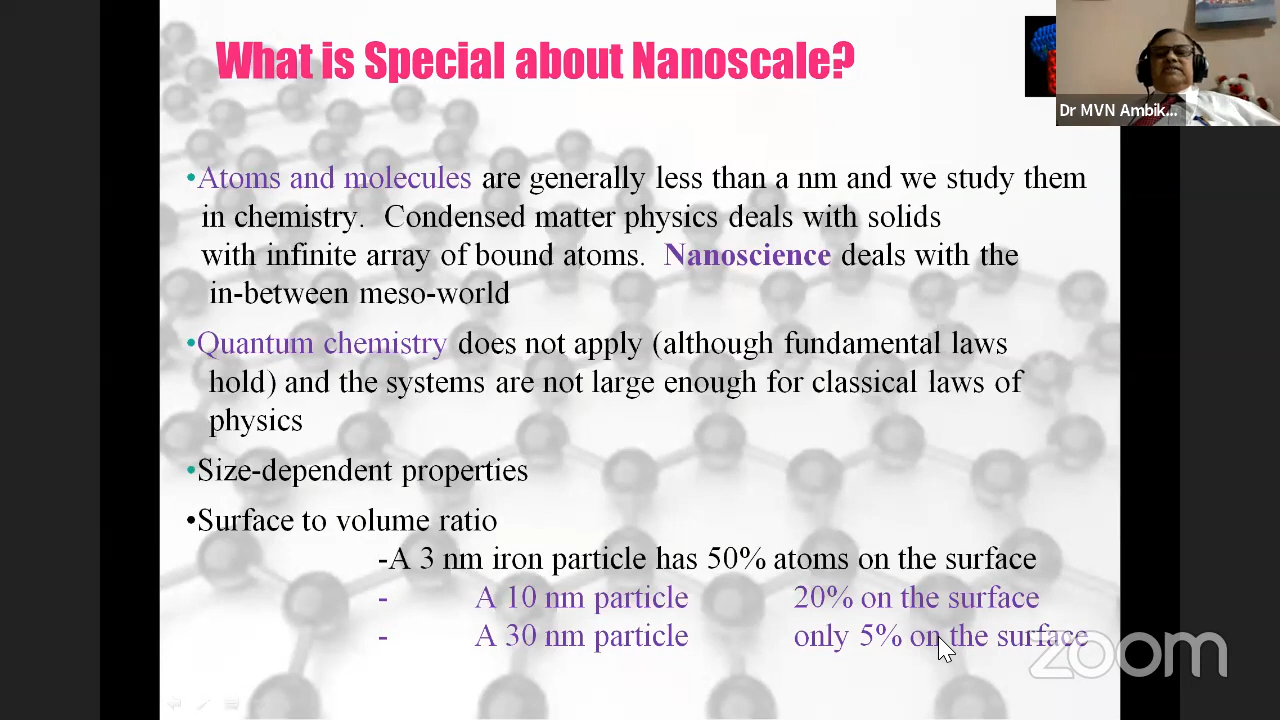 What is Special about Nanoscale?
Dr MVN Ambik...
•Atoms and molecules are generally less than a nm and we study them
in chemistry. Condensed matter physics deals with solids
with infinite array of bound atoms. Nanoscience deals with the
in-between meso-world
•Quantum chemistry does not apply (although fundamental laws
hold) and the systems are not large enough for classical laws of
physics
•Size-dependent properties
•Surface to volume ratio
-A 3 nm iron particle has 50% atoms on the surface
- A 10 nm particle 20% on the surface
- A 30 nm particle only 5% on the surface
zoom